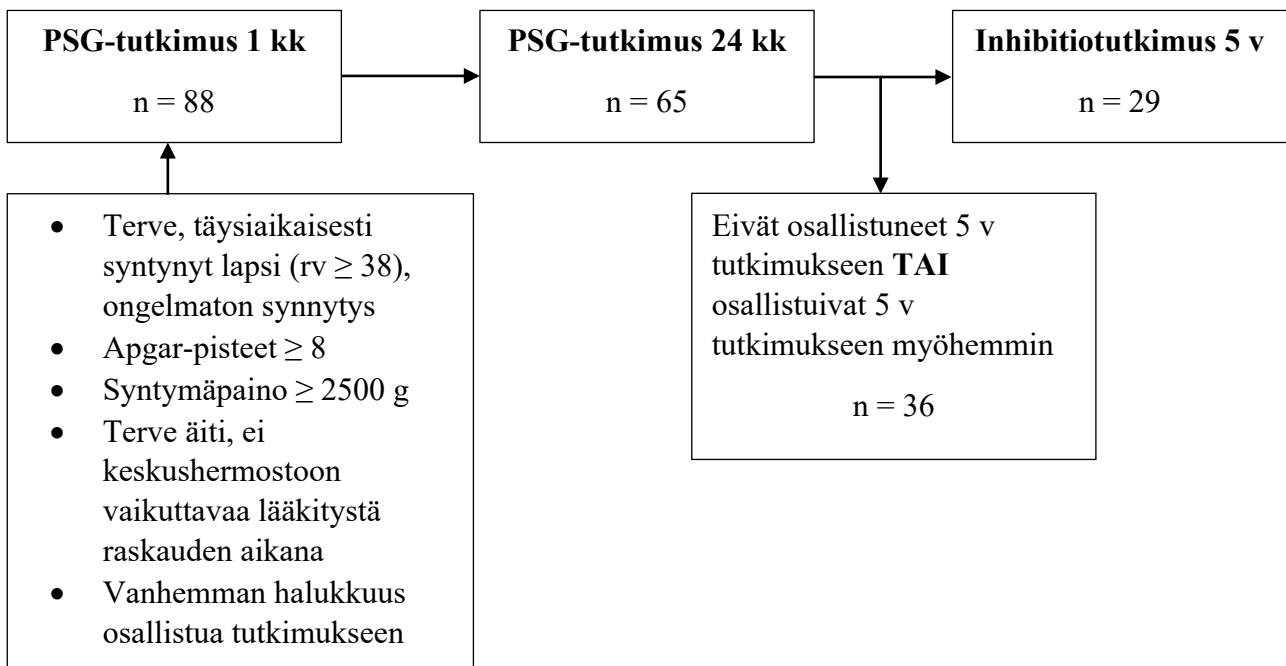 PSG-tutkimus 1 kk
n = 88
PSG-tutkimus 24 kk
n = 65
Inhibitiotutkimus 5 v
n = 29
• Terve, täysiaikaisesti
syntynyt lapsi (rv ≥ 38),
ongelmaton synnytys
• Apgar-pisteet ≥ 8
• Syntymäpaino ≥ 2500 g
• Terve äiti, ei
keskushermostoon
vaikuttavaa lääkitystä
raskauden aikana
• Vanhemman halukkuus
osallistua tutkimukseen
Eivät osallistuneet 5 v
tutkimukseen TAI
osallistuivat 5 v
tutkimukseen myöhemmin
n = 36